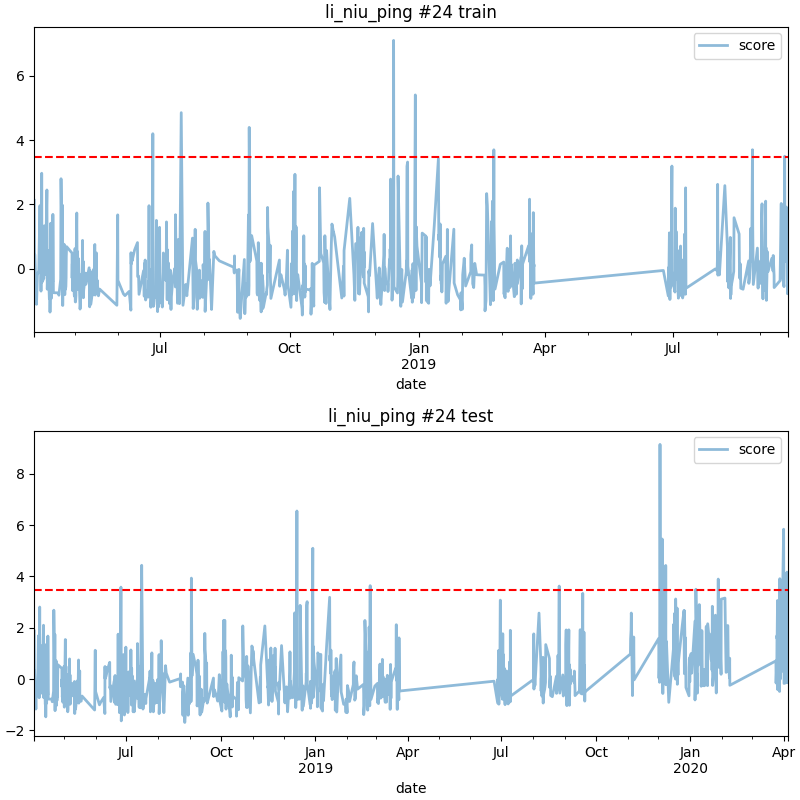 li_niu_ping #24 train
score
6
4
2
0
Jul
Oct
Jan
2019
Apr
Jul
date
li_niu_ping #24 test
score
8
6
4
2
0
−2
Jul
Oct
Jan
2019
Apr
Jul
Oct
Jan
2020
Apr
date